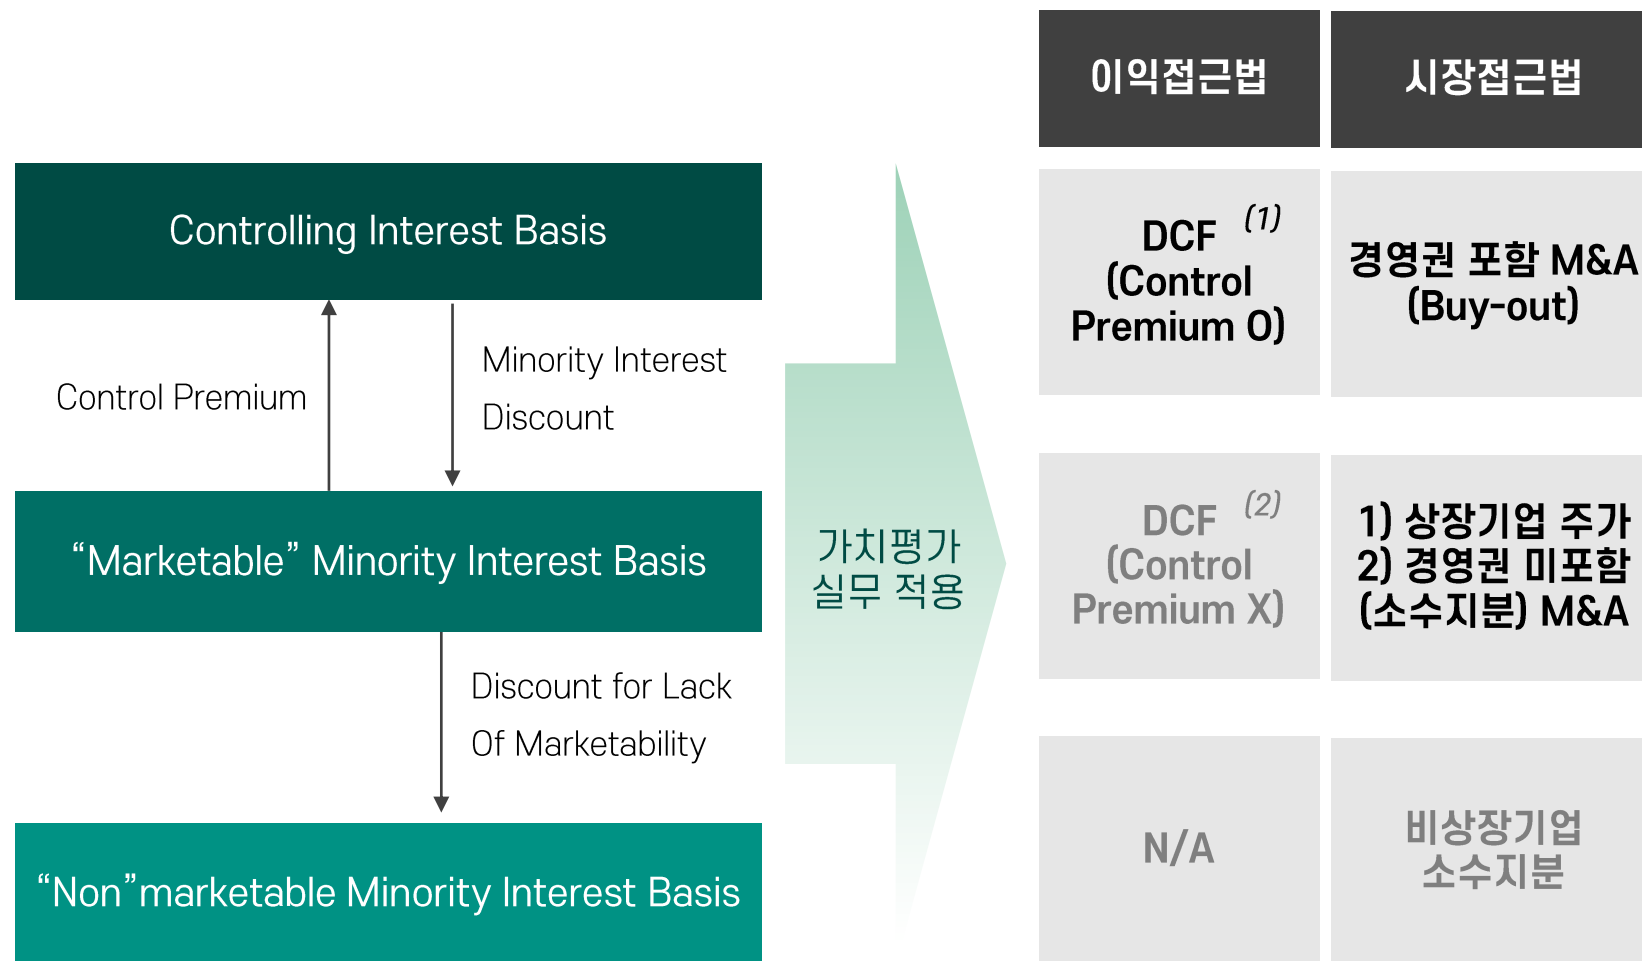 이익접근법
시장접근법
Controlling Interest Basis
DCF (1)
(Control
Premium O)
경영권 포함 M&A
(Buy-out)
Control Premium
Minority Interest
Discount
“Marketable” Minority Interest Basis
가치평가
실무 적용
DCF (2)
(Control
Premium X)
1) 상장기업 주가
2) 경영권 미포함
(소수지분) M&A
Discount for Lack
Of Marketability
“Non”marketable Minority Interest Basis
N/A
비상장기업
소수지분